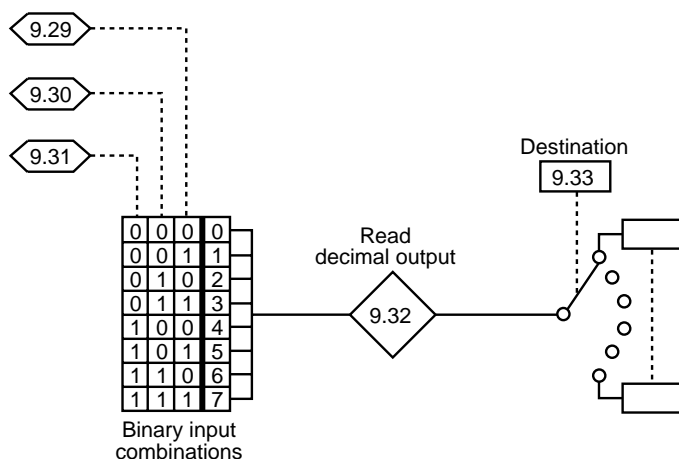 9.29
9.30
9.31
Destination
9.33
Read
decimal output
9.32
0 0 0 0
0 0 1 1
0 1 0 2
0 1 1 3
1 0 0 4
1 0 1 5
1 1 0 6
1 1 1 7
Binary input
combinations